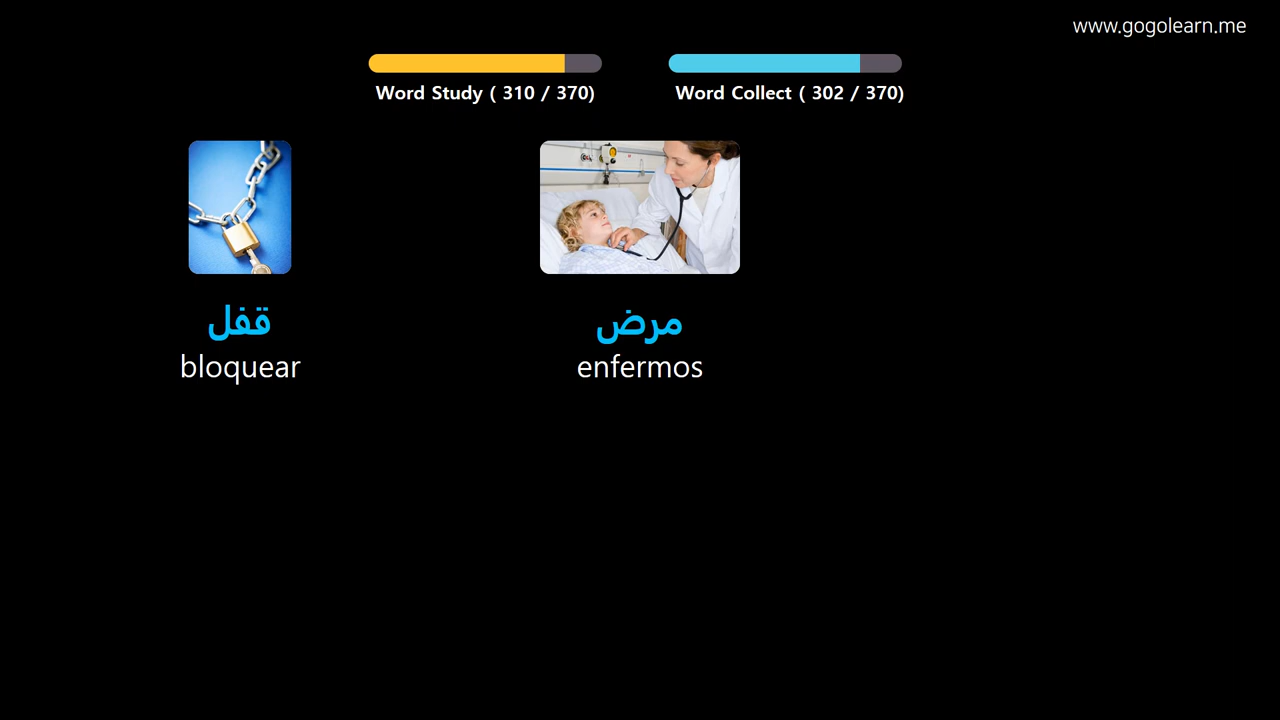 www.gogolearn.me
Word Study ( 310 / 370)
Word Collect ( 302 / 370)
قفل
bloquear
مرض
enfermos